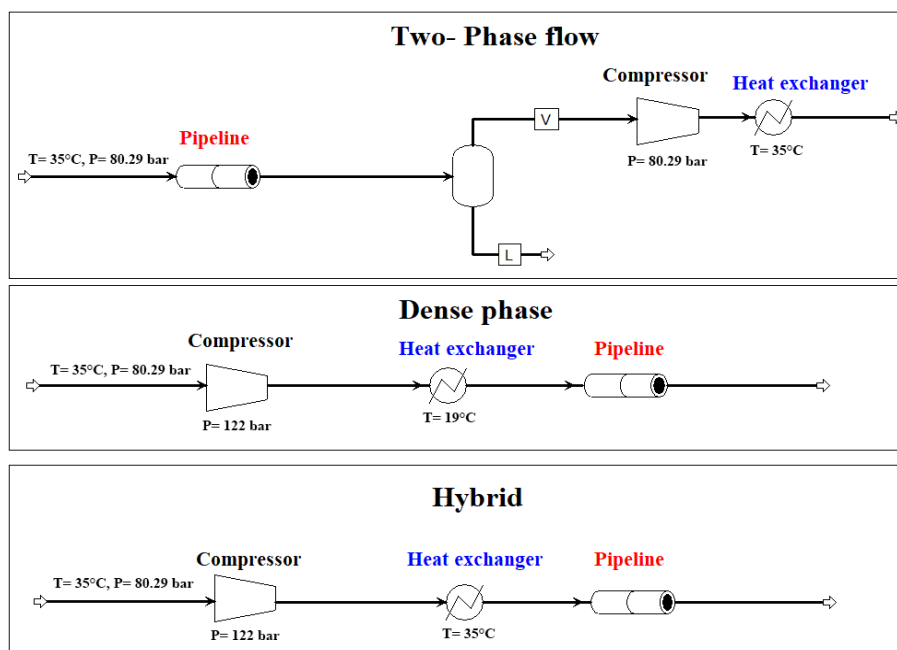 Two- Phase flow
Compressor
Heat exchanger
Pipeline
T= 35°C, P= 80.29 bar
V
P= 80.29 bar
T= 35°C
L
Dense phase
Compressor
Heat exchanger
Pipeline
T= 35°C, P= 80.29 bar
P= 122 bar
T= 19°C
Hybrid
Compressor
Heat exchanger
Pipeline
T= 35°C, P= 80.29 bar
P= 122 bar
T= 35°C